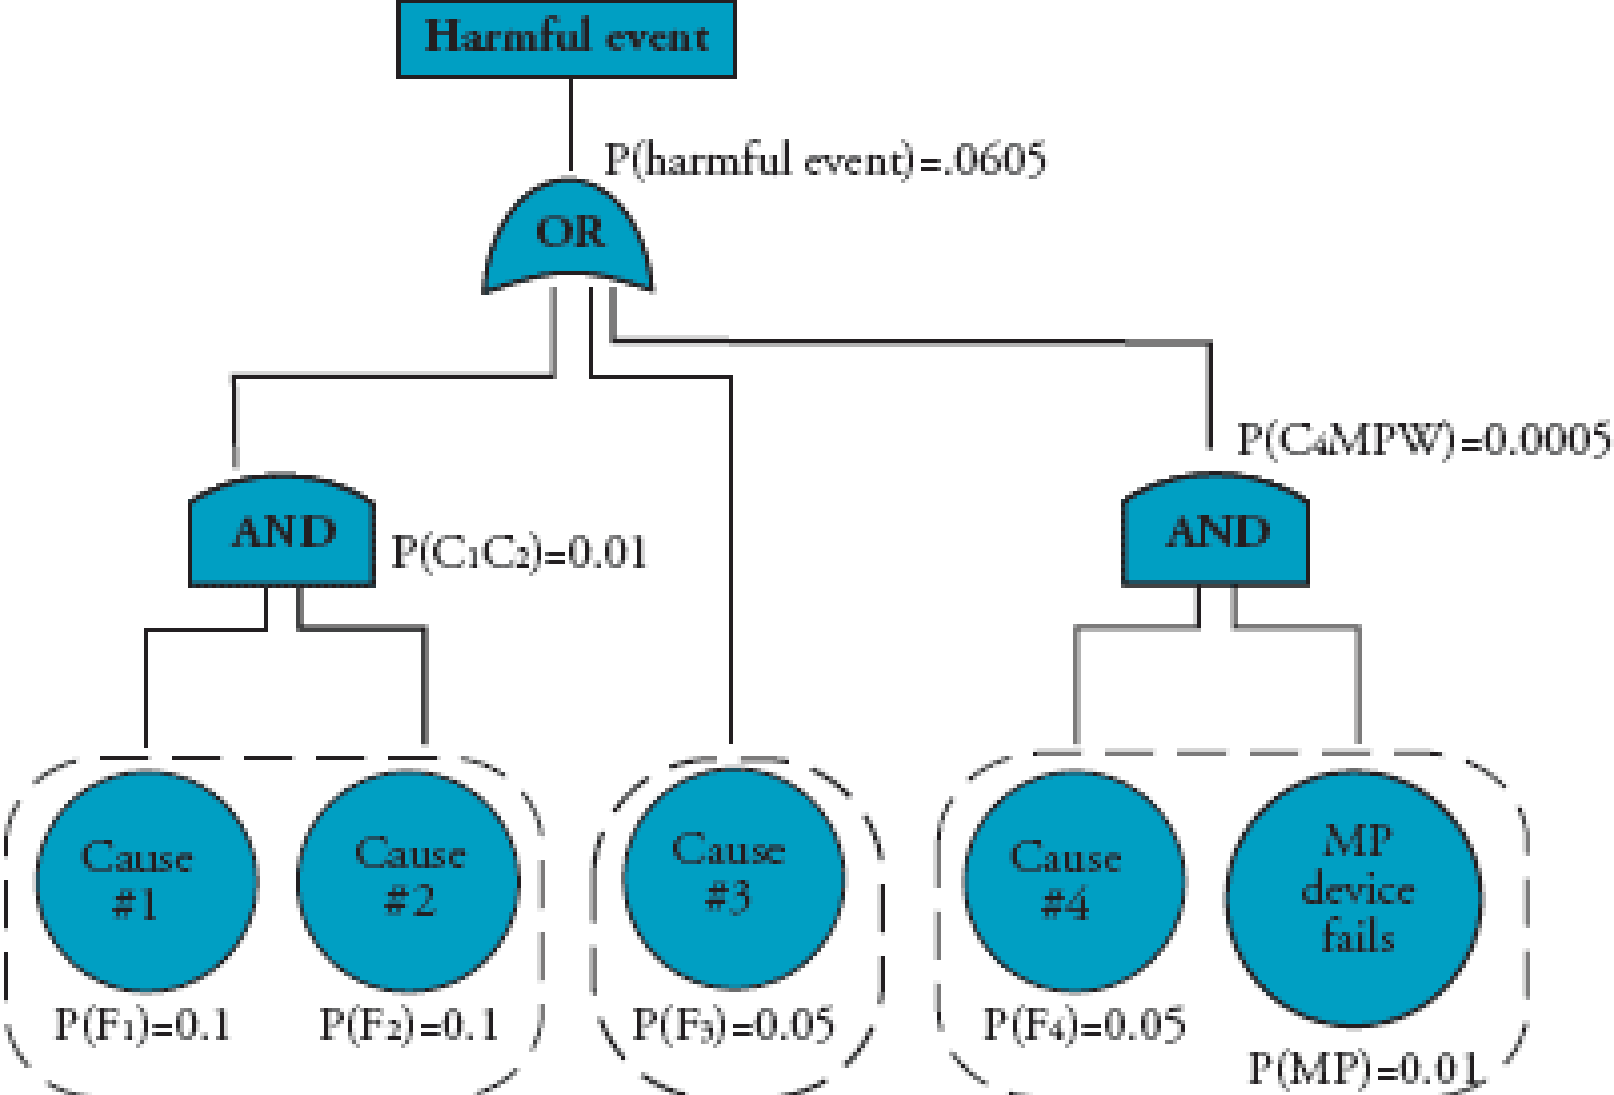 Harmful event
P(harmful event)=.0605
OR
P(C₄MPW)=0.0005
AND
P(C₁C₂)=0.01
AND
Cause
#1
Cause
#2
Cause
#3
Cause
#4
MP
device
fails
P(F₁)=0.1
P(F₂)=0.1
P(F₃)=0.05
P(F₄)=0.05
P(MP)=0.01